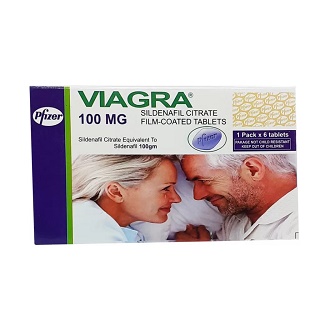 Pfizer
VIAGRA®
100 MG
SILDENAFIL CITRATE
FILM-COATED TABLETS
Sildenafil Citrate Equivalent To
Sildenafil 100gm
pfizer
1 Pack x 6 tablets
PARAGE NOT CHILD RESISTANT
KEEP OUT OF CHILDREN